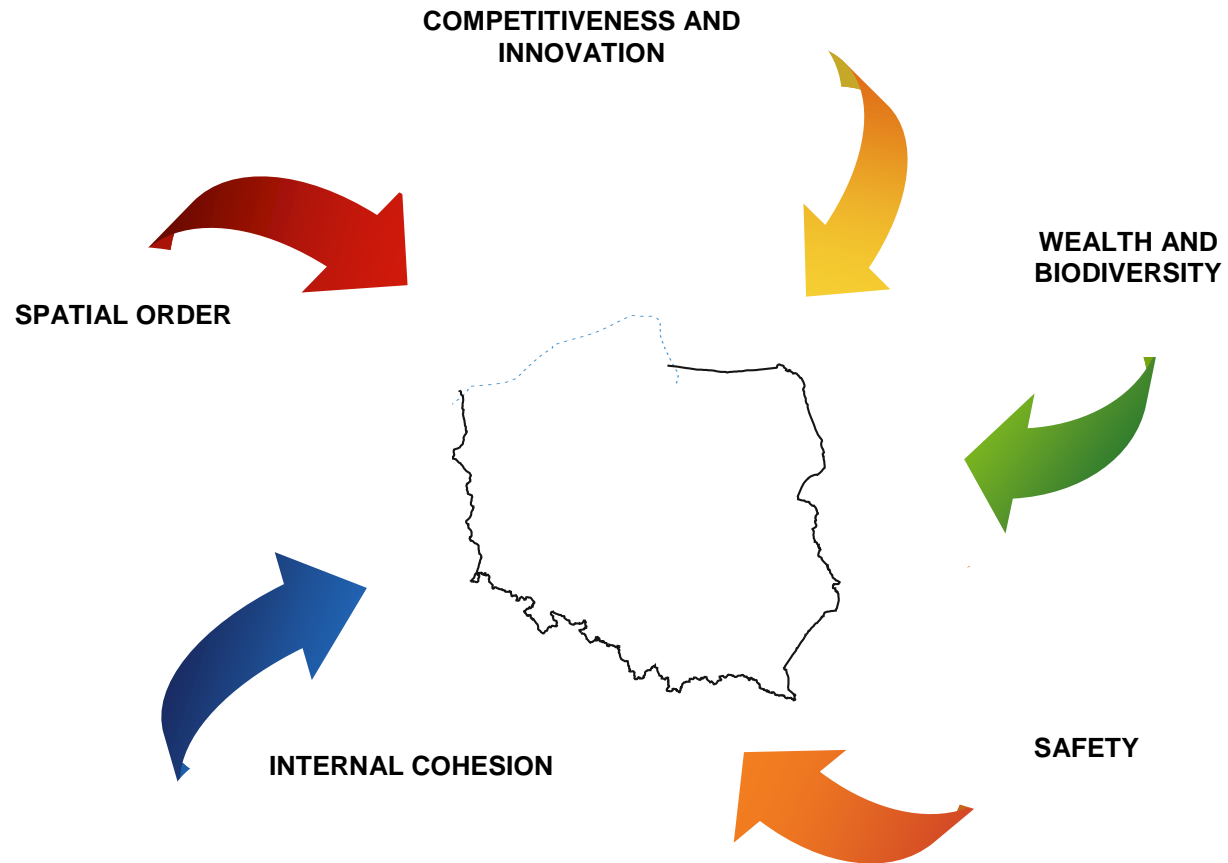 COMPETITIVENESS AND
INNOVATION
WEALTH AND
BIODIVERSITY
SPATIAL ORDER
SAFETY
INTERNAL COHESION